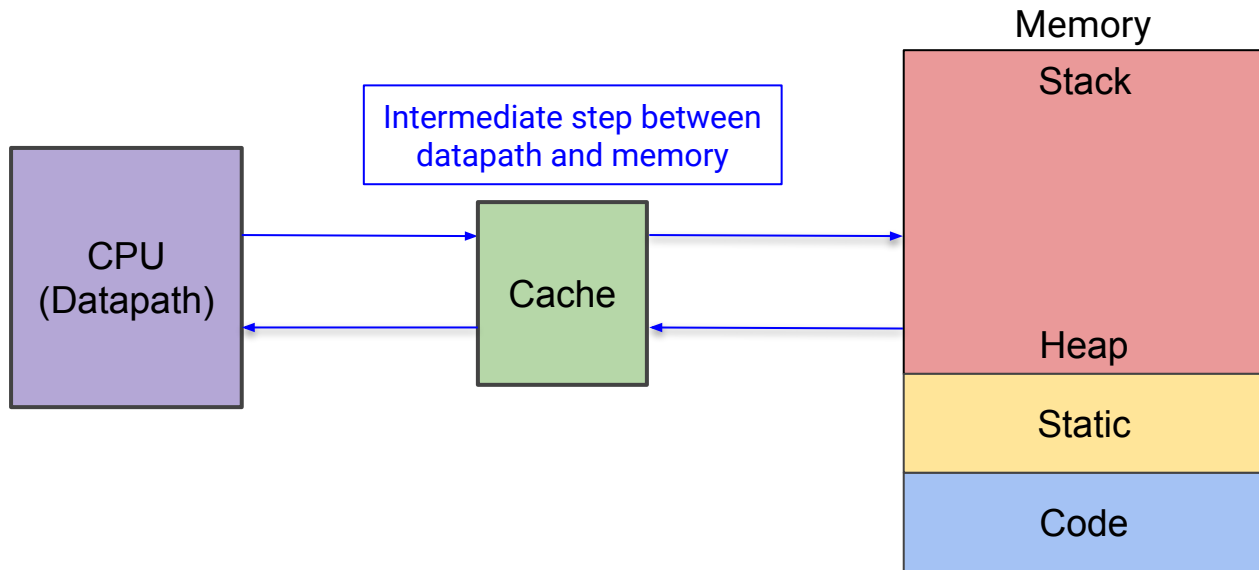 Memory
Stack
Intermediate step between
datapath and memory
CPU
(Datapath)
Cache
Heap
Static
Code